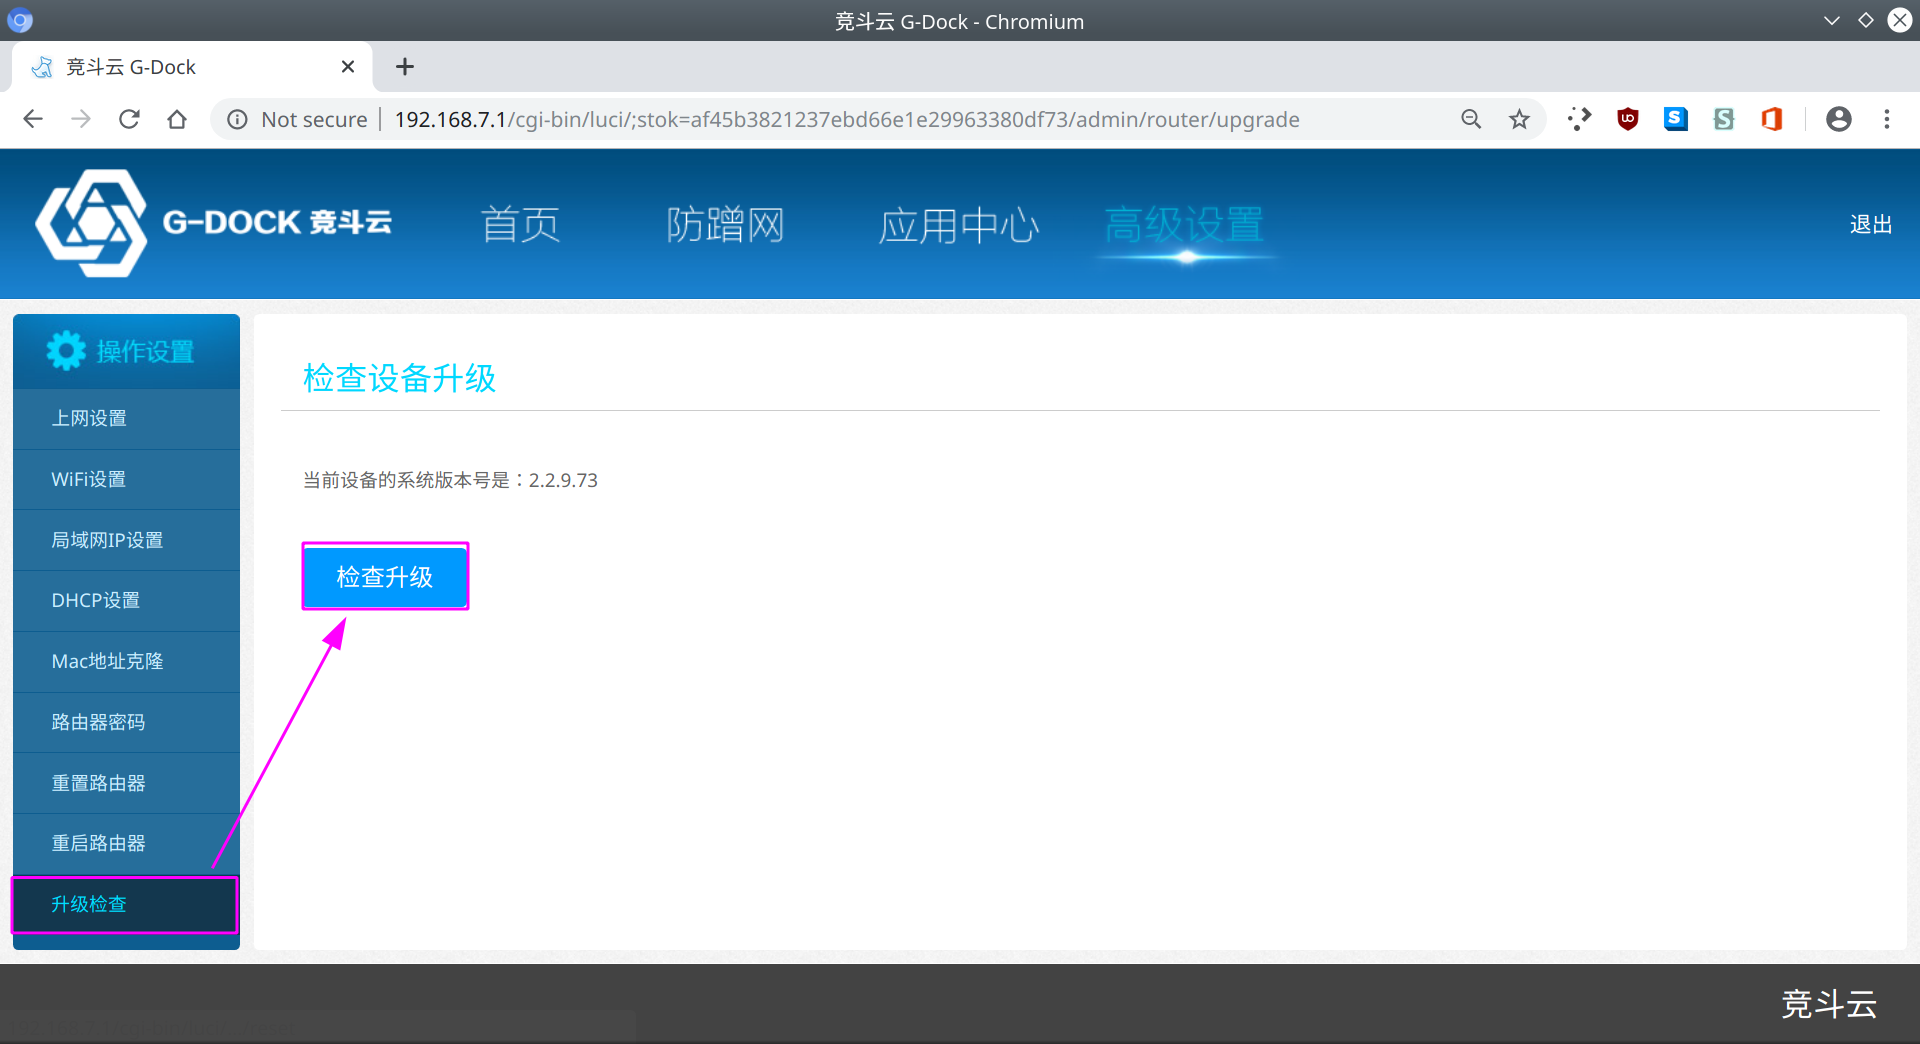 竞斗云 G-Dock - Chromium
竞斗云 G-Dock
Not secure
192.168.7.1/cgi-bin/luci/;stok=af45b3821237ebd66e1e29963380df73/admin/router/upgrade
G-DOCK 竞斗云
首页
防蹭网
应用中心
高级设置
退出
操作设置
上网设置
WiFi设置
局域网IP设置
DHCP设置
Mac地址克隆
路由器密码
重置路由器
重启路由器
升级检查
检查设备升级
当前设备的系统版本号是：2.2.9.73
检查升级
竞斗云